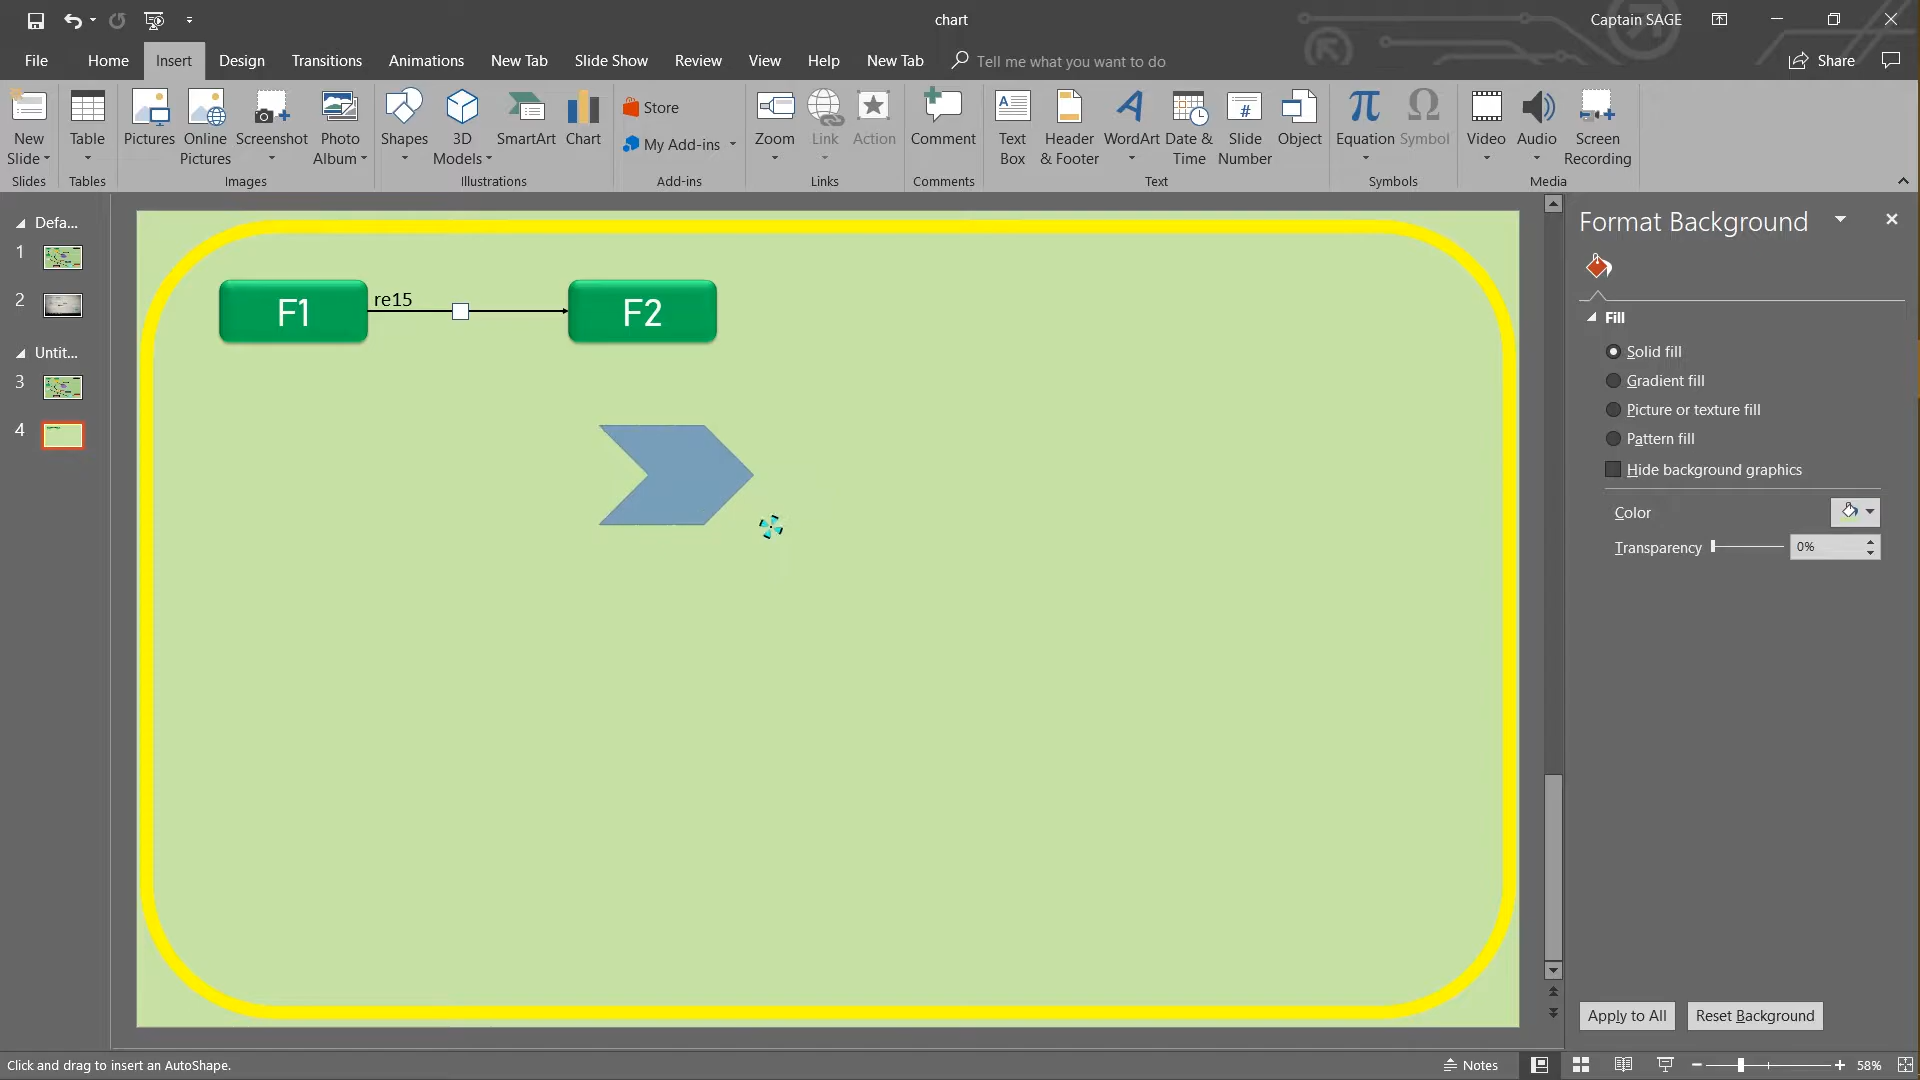 chart
Captain SAGE
File
Home
Insert
Design
Transitions
Animations
New Tab
Slide Show
Review
View
Help
New Tab
Tell me what you want to do
Share
New
Slide
Table
Pictures
Online
Pictures
Screenshot
Photo
Album
Shapes
3D
Models
SmartArt
Chart
Store
My Add-ins
Zoom
Link
Action
Comment
Text
Box
Header
& Footer
WordArt
Date &
Time
Slide
Number
Object
Equation
Symbol
Video
Audio
Screen
Recording
Slides
Tables
Images
Illustrations
Add-ins
Links
Comments
Text
Symbols
Media
Defa...
1
2
Untit...
3
4
F1
re15
F2
Format Background
Fill
Solid fill
Gradient fill
Picture or texture fill
Pattern fill
Hide background graphics
Color
Transparency
0%
Apply to All
Reset Background
Click and drag to insert an AutoShape.
Notes
58%